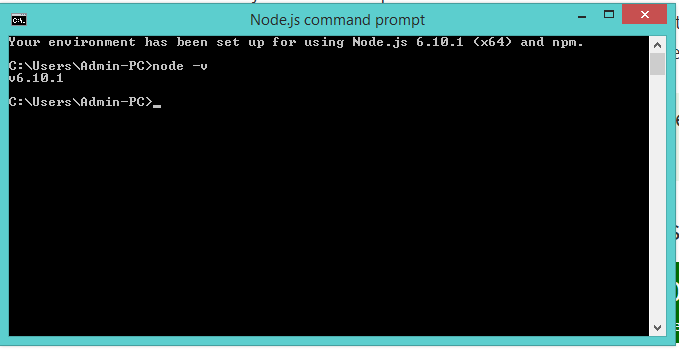 Node.js command prompt
Your environment has been set up for using Node.js 6.10.1 (x64) and npm.
C:\Users\Admin-PC>node -v
v6.10.1
C:\Users\Admin-PC>_